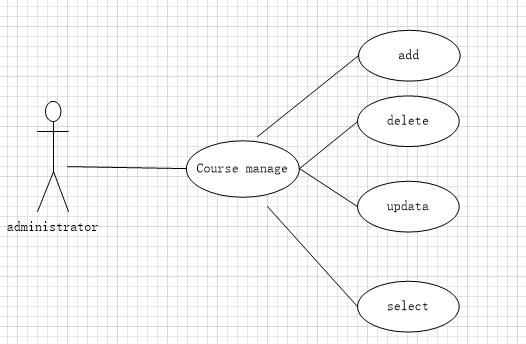 add
delete
Course manage
updata
administrator
select